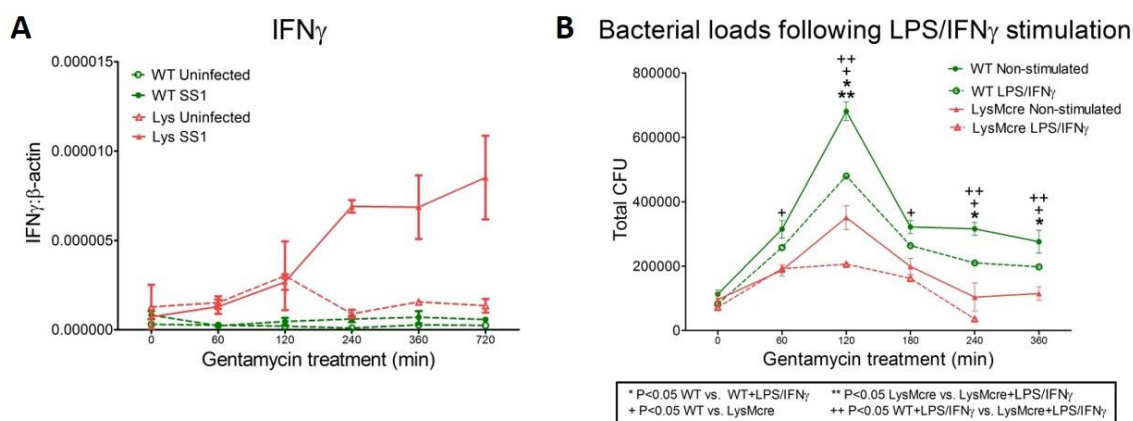 A
IFNγ
0.000015
0.000010
0.000005
0.000000
IFNγ:β-actin
WT Uninfected
WT SS1
Lys Uninfected
Lys SS1
0 60 120 240 360 720
Gentamycin treatment (min)
B
Bacterial loads following LPS/IFNγ stimulation
800000
600000
400000
200000
0
Total CFU
WT Non-stimulated
WT LPS/IFNγ
LysMcre Non-stimulated
LysMcre LPS/IFNγ
+
++
+
*
**
+
++
+
*
++
+
*
0 60 120 180 240 360
Gentamycin treatment (min)
* P<0.05 WT vs. WT+LPS/IFNγ ** P<0.05 LysMcre vs. LysMcre+LPS/IFNγ
+ P<0.05 WT vs. LysMcre ++ P<0.05 WT+LPS/IFNγ vs. LysMcre+LPS/IFNγ